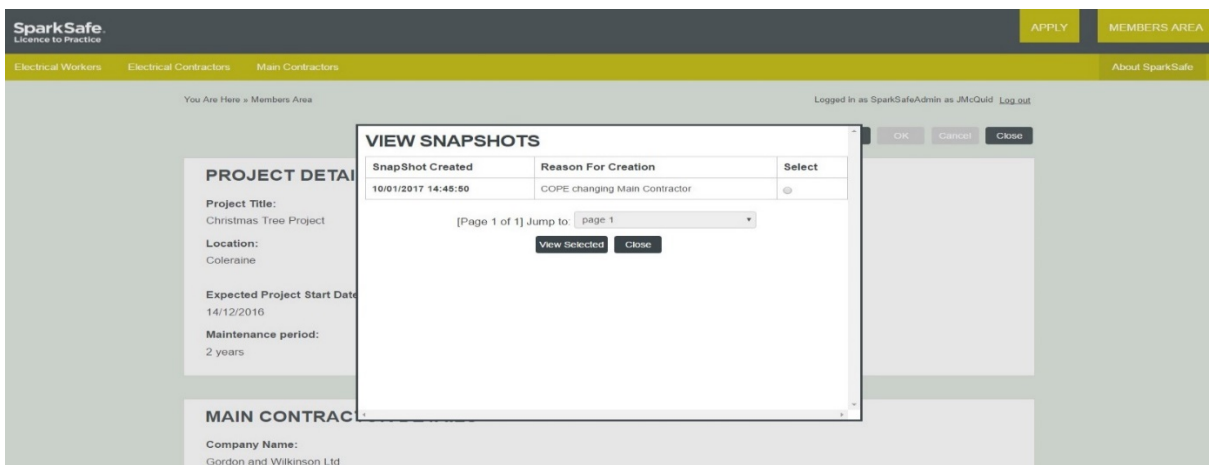 SparkSafe.
Licence to Practice
APPLY
MEMBERS AREA
Electrical Workers
Electrical Contractors
Main Contractors
About SparkSafe
You Are Here » Members Area
Logged in as SparkSafeAdmin as JMcQuid Log out
OK
Cancel
Close
VIEW SNAPSHOTS
SnapShot Created Reason For Creation Select
10/01/2017 14:45:50 COPE changing Main Contractor
[Page 1 of 1] Jump to: page 1
View Selected Close
PROJECT DETAI
Project Title:
Christmas Tree Project
Location:
Coleraine
Expected Project Start Date
14/12/2016
Maintenance period:
2 years
MAIN CONTRAC
Company Name:
Gordon and Wilkinson Ltd